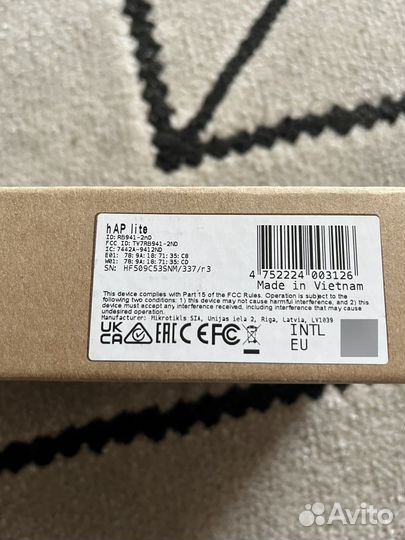 hAP lite
ID: RB941-2nD
FCC ID: TV7RB941-2ND
IC: 7442A-9412ND
E01: 78:9A:18:71:35:C8
W01: 78:9A:18:71:35:CD
SN: HF509C53SNM/337/r3
4 752224 003126
Made in Vietnam
This device complies with Part 15 of the FCC Rules. Operation is subject to the
following 2 conditions: 1) this device may not cause harmful interference, and 2) this device
must accept any interference received, including interference that may cause
undesired operation.
Manufacturer: Mikrotikls SIA, Unijas iela 2, Riga, Latvia, LV1039
UK CA EAC CE FC
INTL
EU
Avito